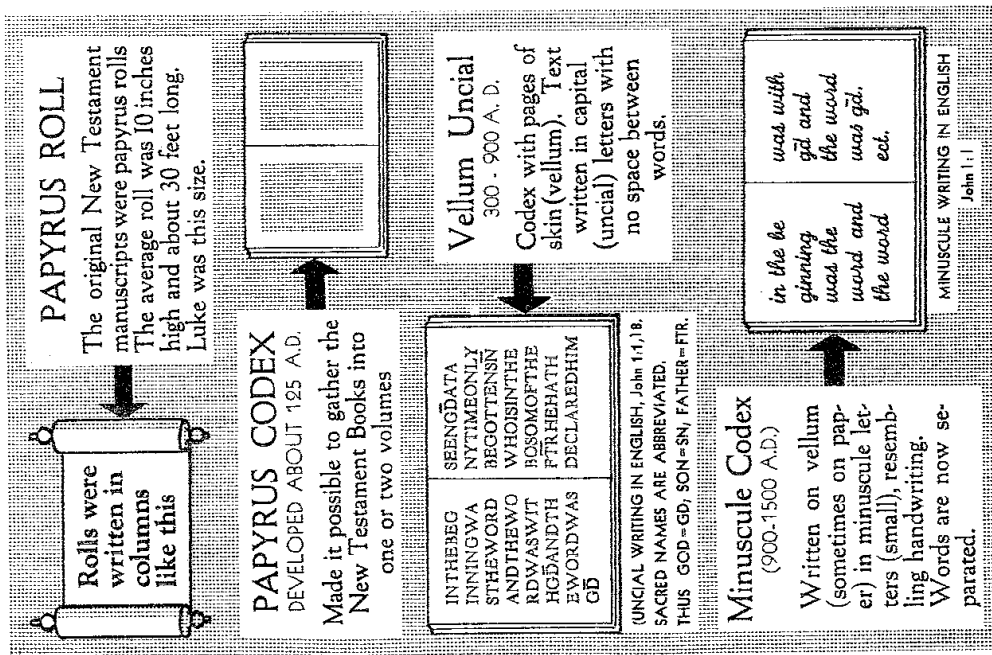 PAPYRUS ROLL
The original New Testament
manuscripts were papyrus rolls
The average roll was 10 inches
high and about 30 feet long.
Luke was this size.
Rolls were
written in
columns
like this
PAPYRUS CODEX
DEVELOPED ABOUT 125 A.D.
Made it possible to gather the
New Testament Books into
one or two volumes
Vellum Uncial
300 - 900 A. D.
Codex with pages of
skin (vellum). Text
written in capital
(uncial) letters with
no space between
words.
INTHEBEG
INNINGWA
STHEWORD
ANDTHEWO
RDWASWIT
HGD̅ANDTH
EWORDWAS
G̅D̅
SEENGD̅ATA
NYTIMEONLY
BEGOTTENSN̅
WHOISINTHE
BOSOMOFTHE
FT̅RHEHATH
DECLAREDHIM
(UNCIAL WRITING IN ENGLISH, John 1:1,18.
SACRED NAMES ARE ABBREVIATED.
THUS GOD=GD, SON=SN, FATHER=FTR.
Minuscule Codex
(900-1500 A.D.)
Written on vellum
(sometimes on pap-
er) in minuscule let-
ters (small), resemb-
ling handwriting.
Words are now se-
parated.
in the be
ginning
was the
word and
the word
was with
gd̅ and
the word
was gd̅.
ect.
MINUSCULE WRITING IN ENGLISH
John 1:1